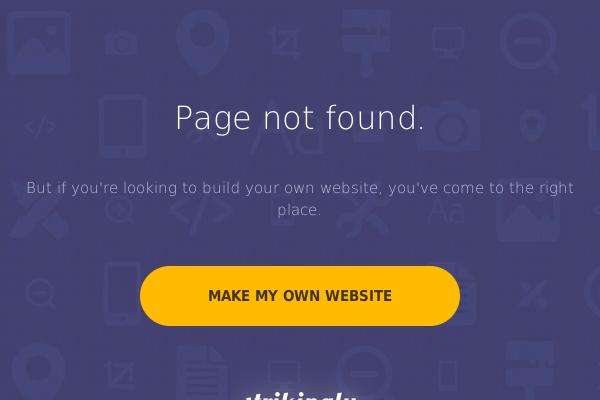 Page not found.
But if you're looking to build your own website, you've come to the right
place.
MAKE MY OWN WEBSITE
strikingly